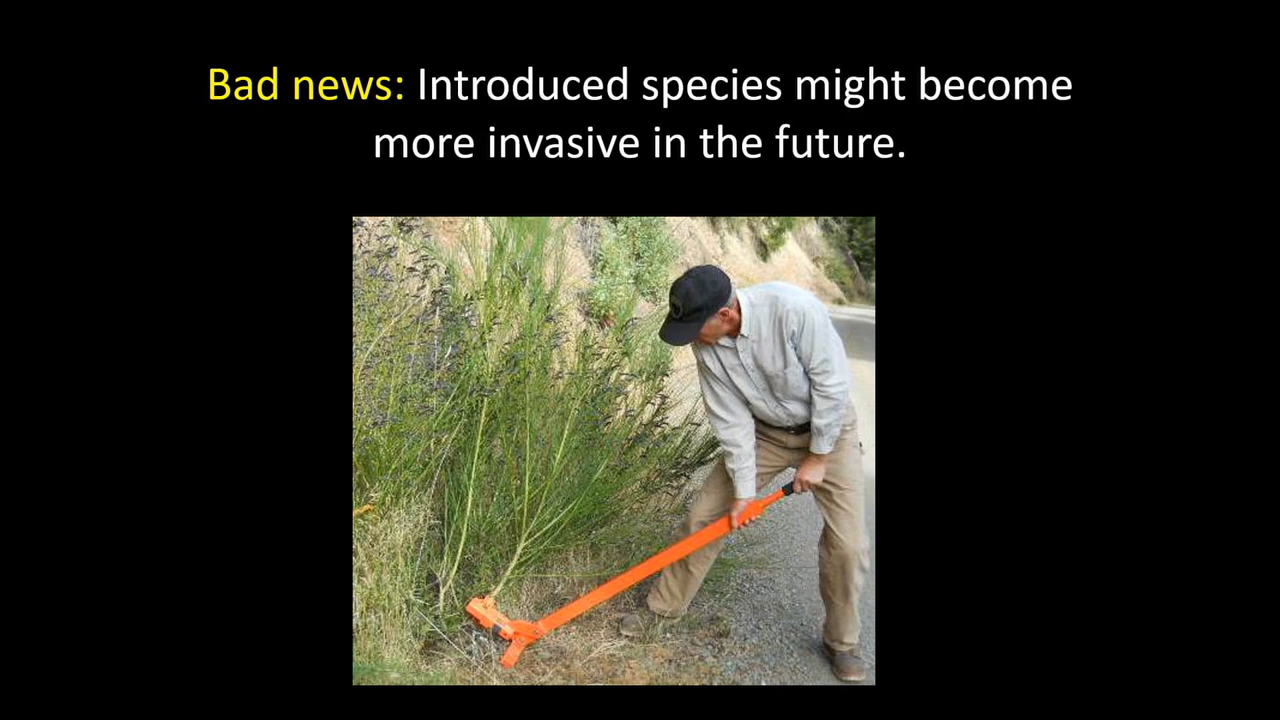 Bad news: Introduced species might become
more invasive in the future.